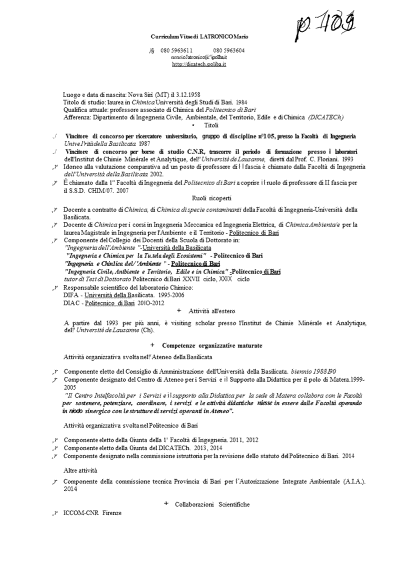 Curriculum Vitae di LATRONICO Mario
080 5963611 080 5963604
http://dicatech.poliba.it
Luogo e data di nascita: Nova Siri (MT) il 3.12.1958
Titolo di studio: laurea in Chimica Università degli Studi di Bari. 1984
Qualifica attuale: professore associato di Chimica del Politecnico di Bari
Afferenza: Dipartimento di Ingegneria Civile, Ambientale, del Territorio, Edile e di Chimica (DICATECh)
• Titoli
Vincitore di concorso per ricercatore universitario, gruppo di discipline n°105, presso la Facoltà di Ingegneria
Università della Basilicata 1987
Vincitore di concorso per borse di studio C.N.R, trascorre il periodo di formazione presso i laboratori
dell'Institut de Chimie Minérale et Analytique, dell'Université de Lausanne, diretti dal Prof. C. Floriani. 1993
Idoneo alla valutazione comparativa ad un posto di professore di II fascia è chiamato dalla Facoltà di Ingegneria
dell'Università della Basilicata 2002.
È chiamato dalla 1ª Facoltà di Ingegneria del Politecnico di Bari a coprire il ruolo di professore di II fascia per
il S.S.D. CHIM/07. 2007
Ruoli ricoperti
Docente a contratto di Chimica, di Chimica di specie contaminanti della Facoltà di Ingegneria-Università della
Basilicata.
Docente di Chimica per i corsi in Ingegneria Meccanica ed Ingegneria Elettrica, di Chimica Ambientale per la
laurea Magistrale in Ingegneria per l'Ambiente e il Territorio - Politecnico di Bari
Componente del Collegio dei Docenti della Scuola di Dottorato in:
"Ingegneria dell'Ambiente"-Università della Basilicata
"Ingegneria e Chimica per la Tutela degli Ecosistemi" - Politecnico di Bari
"Ingegneria e Chimica dell'Ambiente" - Politecnico di Bari
"Ingegneria Civile, Ambiente e Territorio, Edile e in Chimica" -Politecnico di Bari
tutor di Tesi di Dottorato Politecnico di Bari XXVII ciclo, XXIX ciclo
Responsabile scientifico del laboratorio Chimico:
DIFA - Università della Basilicata. 1995-2006
DIAC - Politecnico di Bari 2010-2012
+ Attività all'estero
A partire dal 1993 per più anni, è visiting scholar presso l'Institut de Chimie Minérale et Analytique,
dell'Université de Lausanne (Ch).
+ Competenze organizzative maturate
Attività organizzativa svolta nell'Ateneo della Basilicata
Componente eletto del Consiglio di Amministrazione dell'Università della Basilicata. biennio
Componente designato del Centro di Ateneo per i Servizi e il Supporto alla Didattica per il polo di Matera.1999-
2005
"Il Centro Interfacoltà per i Servizi e il supporto alla Didattica per la sede di Matera collabora con le Facoltà
per sostenere, potenziare, coordinare, i servizi e le attività didattiche messe in essere dalle Facoltà operando
in modo sinergico con le strutture di servizi operanti in Ateneo".
Attività organizzativa svolta nel Politecnico di Bari
Componente eletto della Giunta della 1ª Facoltà di Ingegneria. 2011, 2012
Componente eletto della Giunta del DICATECh. 2013, 2014
Componente designato nella commissione istruttoria per la revisione dello statuto del Politecnico di Bari. 2014
Altre attività
Componente della commissione tecnica Provincia di Bari per l'Autorizzazione Integrate Ambientale (A.I.A.).
2014
+ Collaborazioni Scientifiche
ICCOM-CNR Firenze